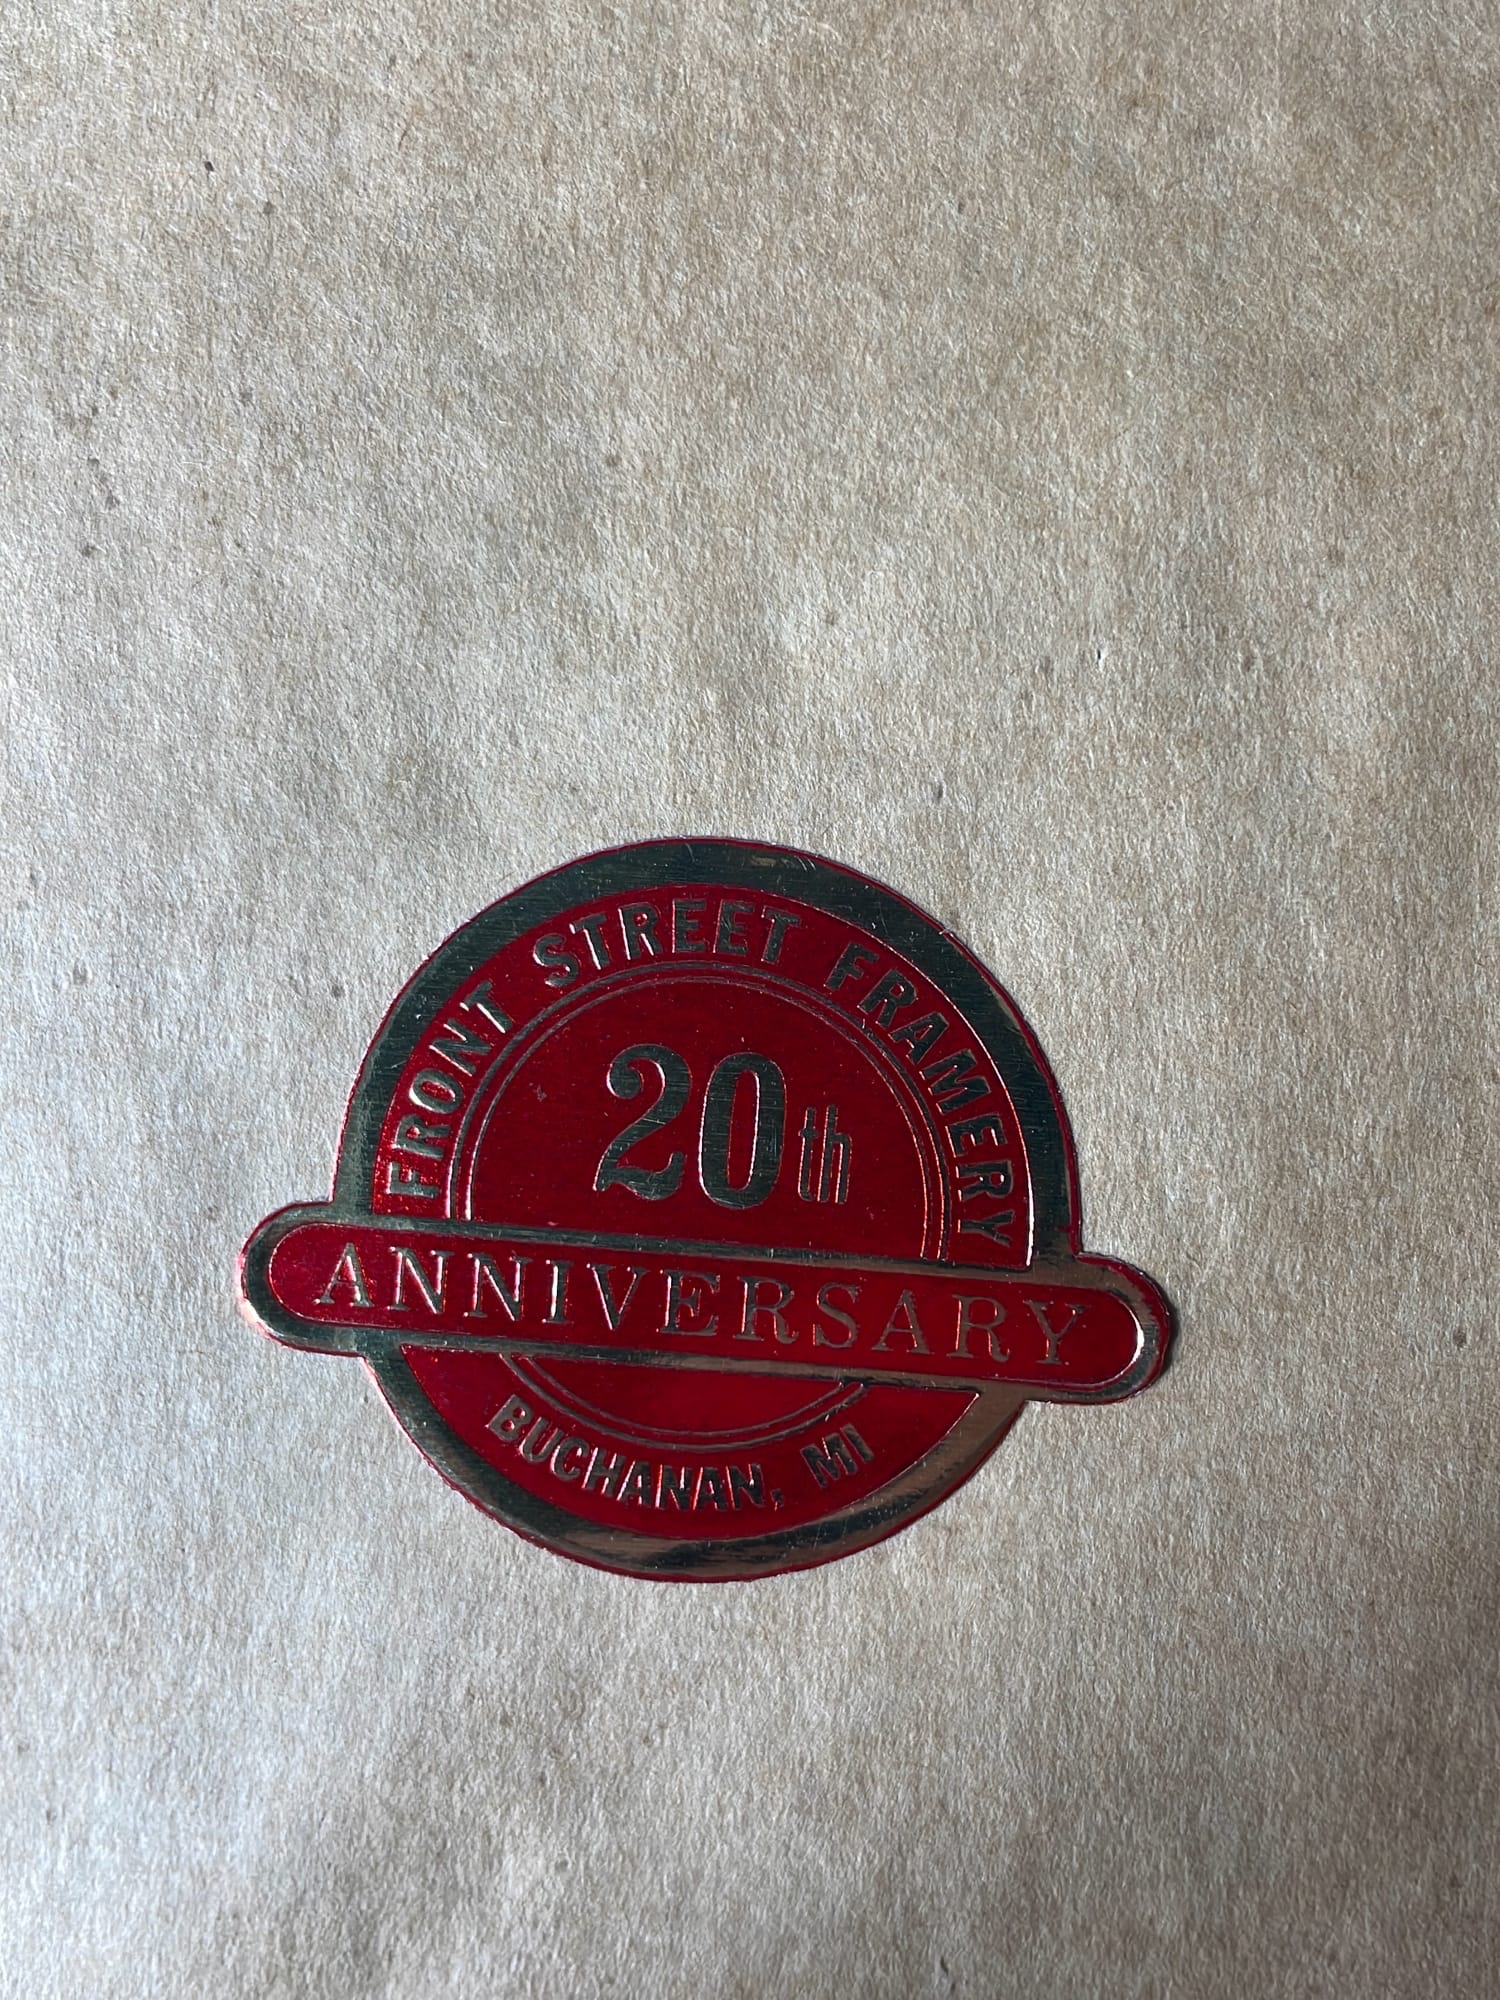 FRONT STREET FRAMERY
20th
ANNIVERSARY
BUCHANAN, MI